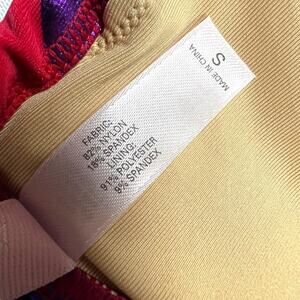 S
MADE IN CHINA
FABRIC:
82% NYLON
18% SPANDEX
LINING:
91% POLYESTER
9% SPANDEX